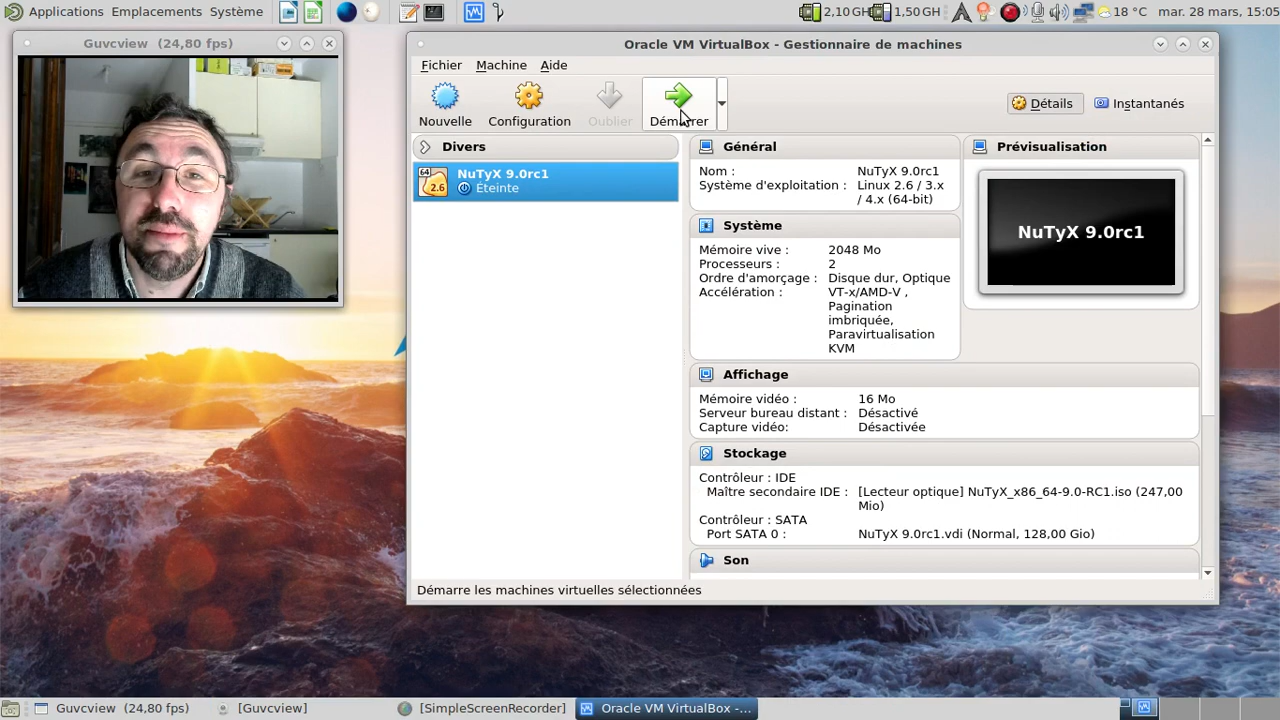 Applications Emplacements Système 2,10 GH 1,50 GH 18 °C mar. 28 mars, 15:05
Guvcview (24,80 fps)
Oracle VM VirtualBox - Gestionnaire de machines
Fichier Machine Aide
Nouvelle Configuration Oublier Démarrer Détails Instantanés
Divers
64
2.6
NuTyX 9.0rc1
Éteinte
Général
Nom : NuTyX 9.0rc1
Système d'exploitation : Linux 2.6 / 3.x
/ 4.x (64-bit)
Prévisualisation
NuTyX 9.0rc1
Système
Mémoire vive : 2048 Mo
Processeurs : 2
Ordre d'amorçage : Disque dur, Optique
Accélération : VT-x/AMD-V ,
Pagination
imbriquée,
Paravirtualisation
KVM
Affichage
Mémoire vidéo : 16 Mo
Serveur bureau distant : Désactivé
Capture vidéo: Désactivée
Stockage
Contrôleur : IDE
Maître secondaire IDE : [Lecteur optique] NuTyX_x86_64-9.0-RC1.iso (247,00
Mio)
Contrôleur : SATA
Port SATA 0 : NuTyX 9.0rc1.vdi (Normal, 128,00 Gio)
Son
Démarre les machines virtuelles sélectionnées
Guvcview (24,80 fps) [Guvcview] [SimpleScreenRecorder] Oracle VM VirtualBox -...